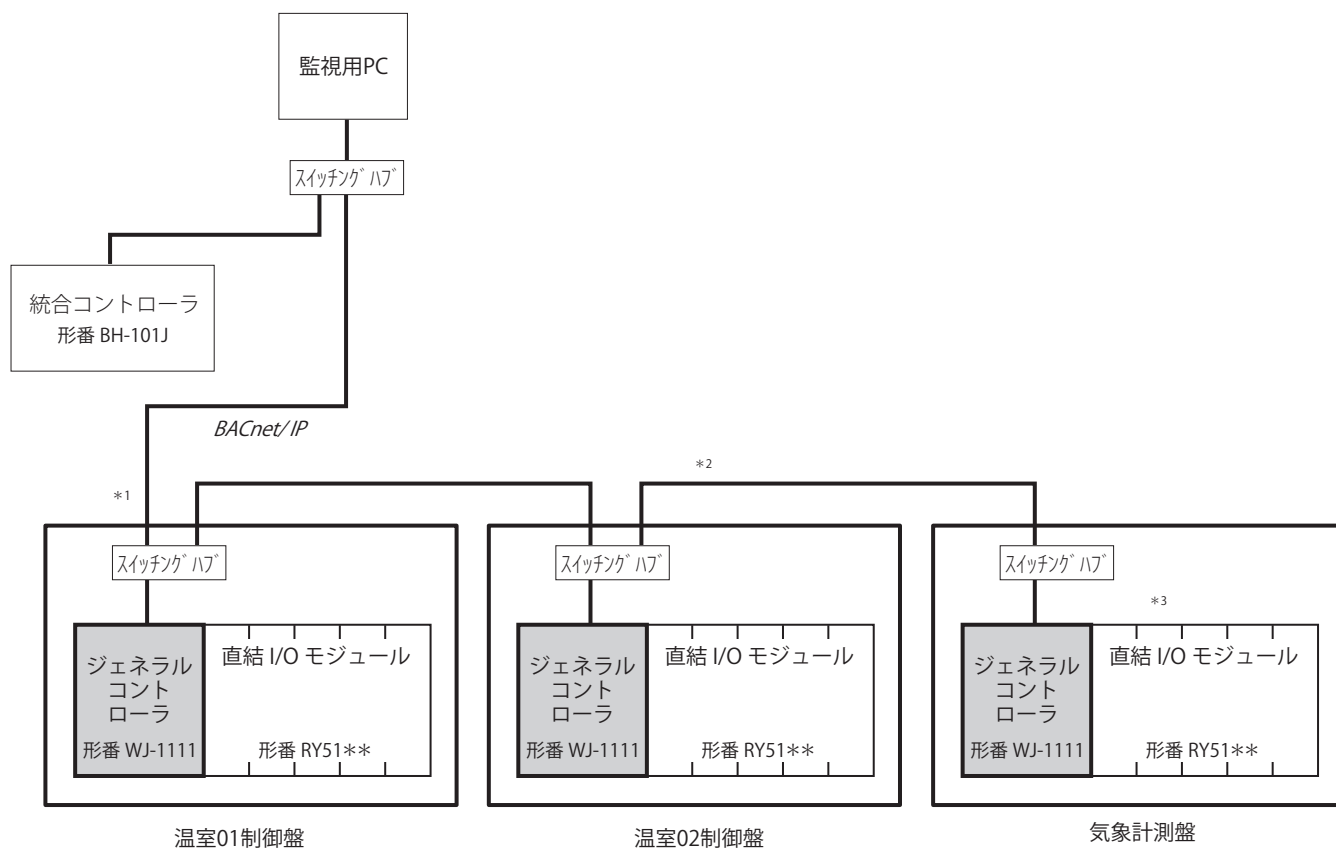 監視用PC
スイッチング ハブ
統合コントローラ
形番 BH-101J
BACnet/ IP
*1
*2
スイッチング ハブ
スイッチング ハブ
スイッチング ハブ
*3
ジェネラル
コント
ローラ
形番 WJ-1111
直結 I/O モジュール
形番 RY51**
ジェネラル
コント
ローラ
形番 WJ-1111
直結 I/O モジュール
形番 RY51**
ジェネラル
コント
ローラ
形番 WJ-1111
直結 I/O モジュール
形番 RY51**
温室01制御盤
温室02制御盤
気象計測盤